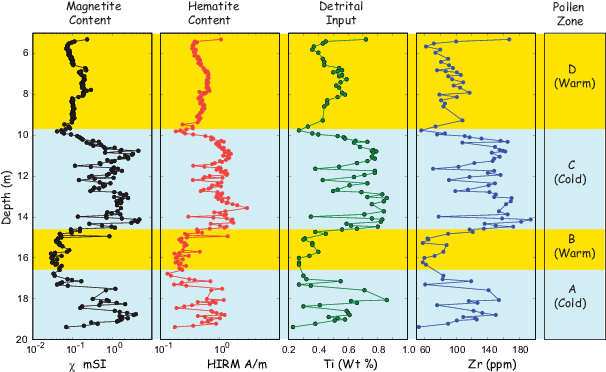 Magnetite Content
Hematite Content
Detrital Input
Pollen Zone
Depth (m)
6
8
10
12
14
16
18
20
D (Warm)
C (Cold)
B (Warm)
A (Cold)
10⁻² 10⁻¹ 10⁰
10⁻¹ 10⁰
0.2 0.4 0.6 0.8 1.0
60 100 140 180
χ mSI
HIRM A/m
Ti (Wt %)
Zr (ppm)